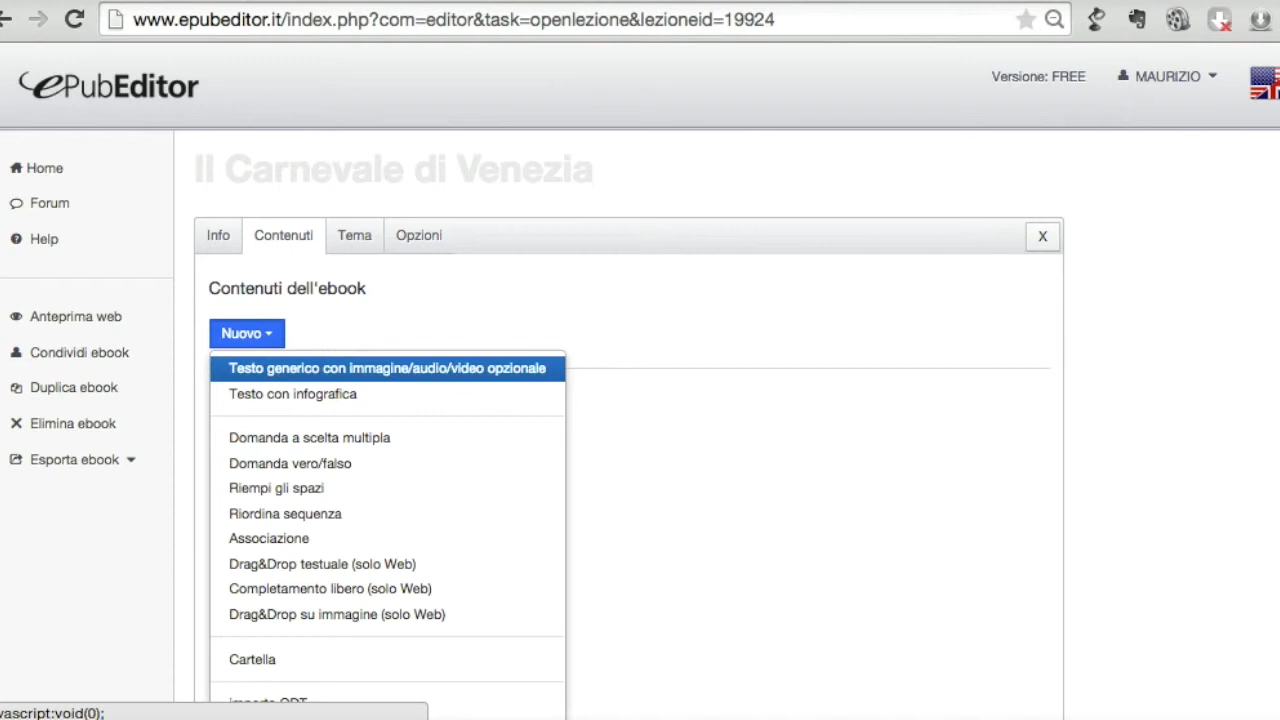 www.epubeditor.it/index.php?com=editor&task=openlezione&lezioneid=19924
ePubEditor
Versione: FREE
MAURIZIO
Home
Forum
Help
Anteprima web
Condividi ebook
Duplica ebook
Elimina ebook
Esporta ebook
Il Carnevale di Venezia
Info
Contenuti
Tema
Opzioni
X
Contenuti dell'ebook
Nuovo
Testo generico con immagine/audio/video opzionale
Testo con infografica
Domanda a scelta multipla
Domanda vero/falso
Riempi gli spazi
Riordina sequenza
Associazione
Drag&Drop testuale (solo Web)
Completamento libero (solo Web)
Drag&Drop su immagine (solo Web)
Cartella
vascript:void(0);